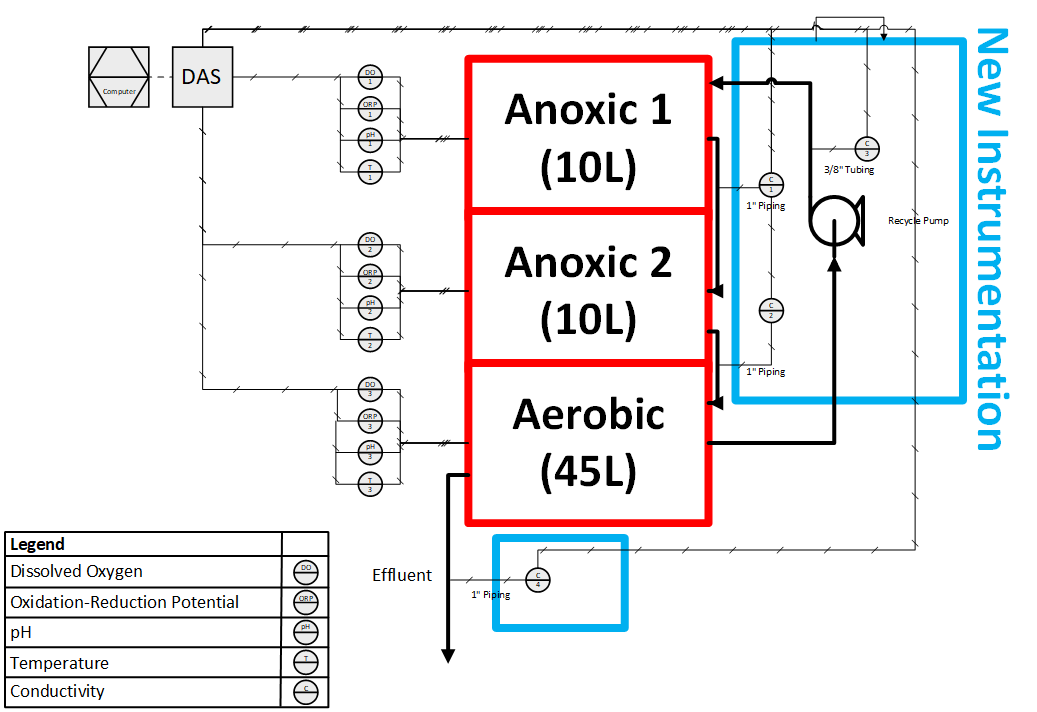 New Instrumentation
Computer
DAS
DO
1
ORP
1
pH
1
T
1
Anoxic 1
(10L)
C
3
3/8" Tubing
C
1
1" Piping
Recycle Pump
DO
2
ORP
2
pH
2
T
2
Anoxic 2
(10L)
C
2
1" Piping
DO
3
ORP
3
pH
3
T
3
Aerobic
(45L)
Effluent
C
4
1" Piping
Legend
Dissolved Oxygen
DO
Oxidation-Reduction Potential
ORP
pH
pH
Temperature
T
Conductivity
C